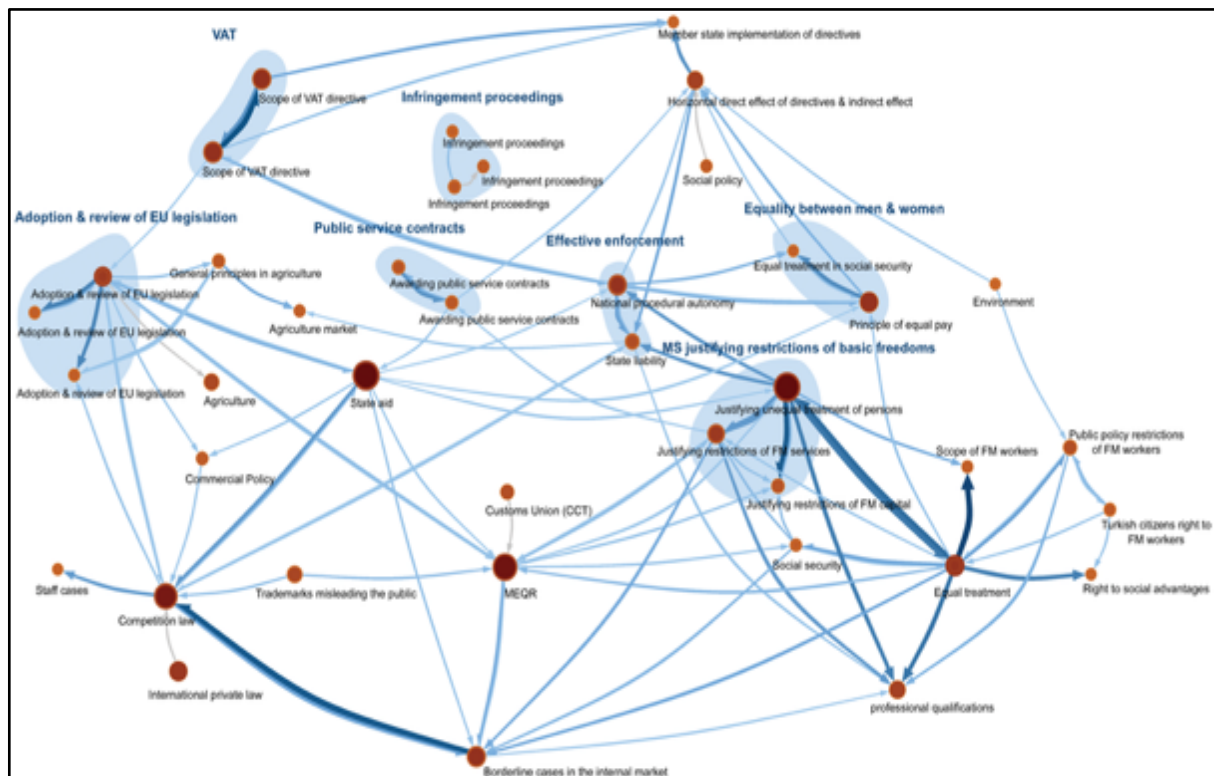 VAT
Member state implementation of directives
Scope of VAT directive
Infringement proceedings
Horizontal direct effect of directives & indirect effect
Infringement proceedings
Scope of VAT directive
Infringement proceedings
Social policy
Infringement proceedings
Adoption & review of EU legislation
Public service contracts
Equality between men & women
Effective enforcement
General principles in agriculture
Awarding public service contracts
Equal treatment in social security
Adoption & review of EU legislation
National procedural autonomy
Environment
Agriculture market
Awarding public service contracts
Adoption & review of EU legislation
Principle of equal pay
State liability
MS justifying restrictions of basic freedoms
Adoption & review of EU legislation
Agriculture
State aid
Justifying unequal treatment of persons
Public policy restrictions
of FM workers
Justifying restrictions of FM services
Scope of FM workers
Commercial Policy
Justifying restrictions of FM capital
Customs Union (CCT)
Turkish citizens right to
FM workers
Social security
Staff cases
Trademarks misleading the public
MEQR
Equal treatment
Right to social advantages
Competition law
International private law
professional qualifications
Borderline cases in the internal market